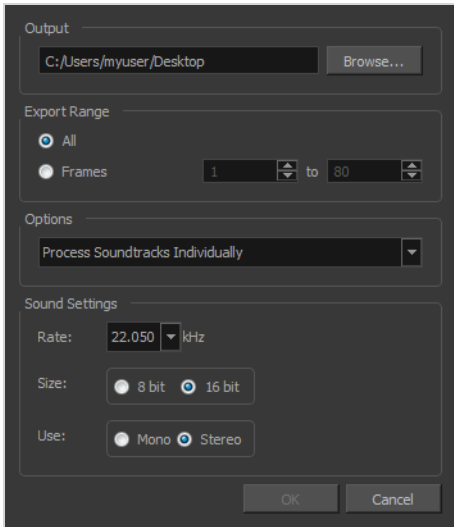 Output
C:/Users/myuser/Desktop Browse...
Export Range
All
Frames 1 to 80
Options
Process Soundtracks Individually
Sound Settings
Rate: 22.050 kHz
Size: 8 bit 16 bit
Use: Mono Stereo
OK Cancel